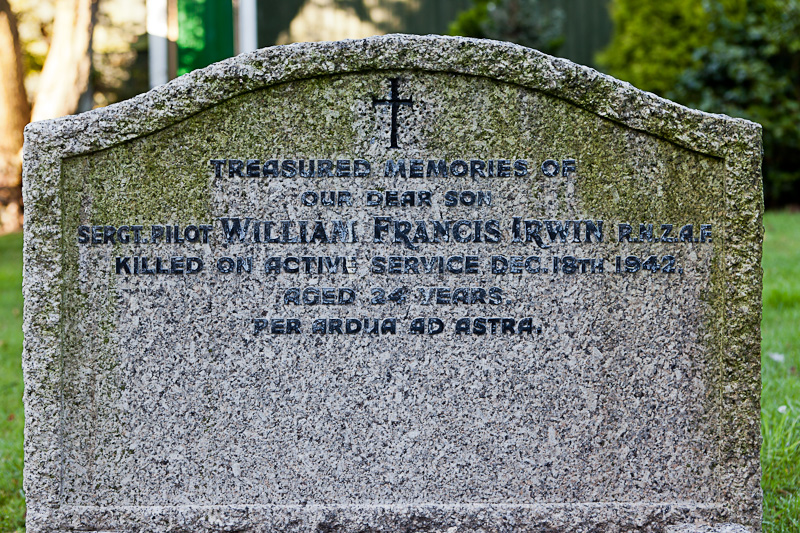 TREASURED MEMORIES OF
OUR DEAR SON
SERGT. PILOT WILLIAM FRANCIS IRWIN R.N.Z.A.F.
KILLED ON ACTIVE SERVICE DEC. 18TH 1942,
AGED 24 YEARS.
PER ARDUA AD ASTRA.